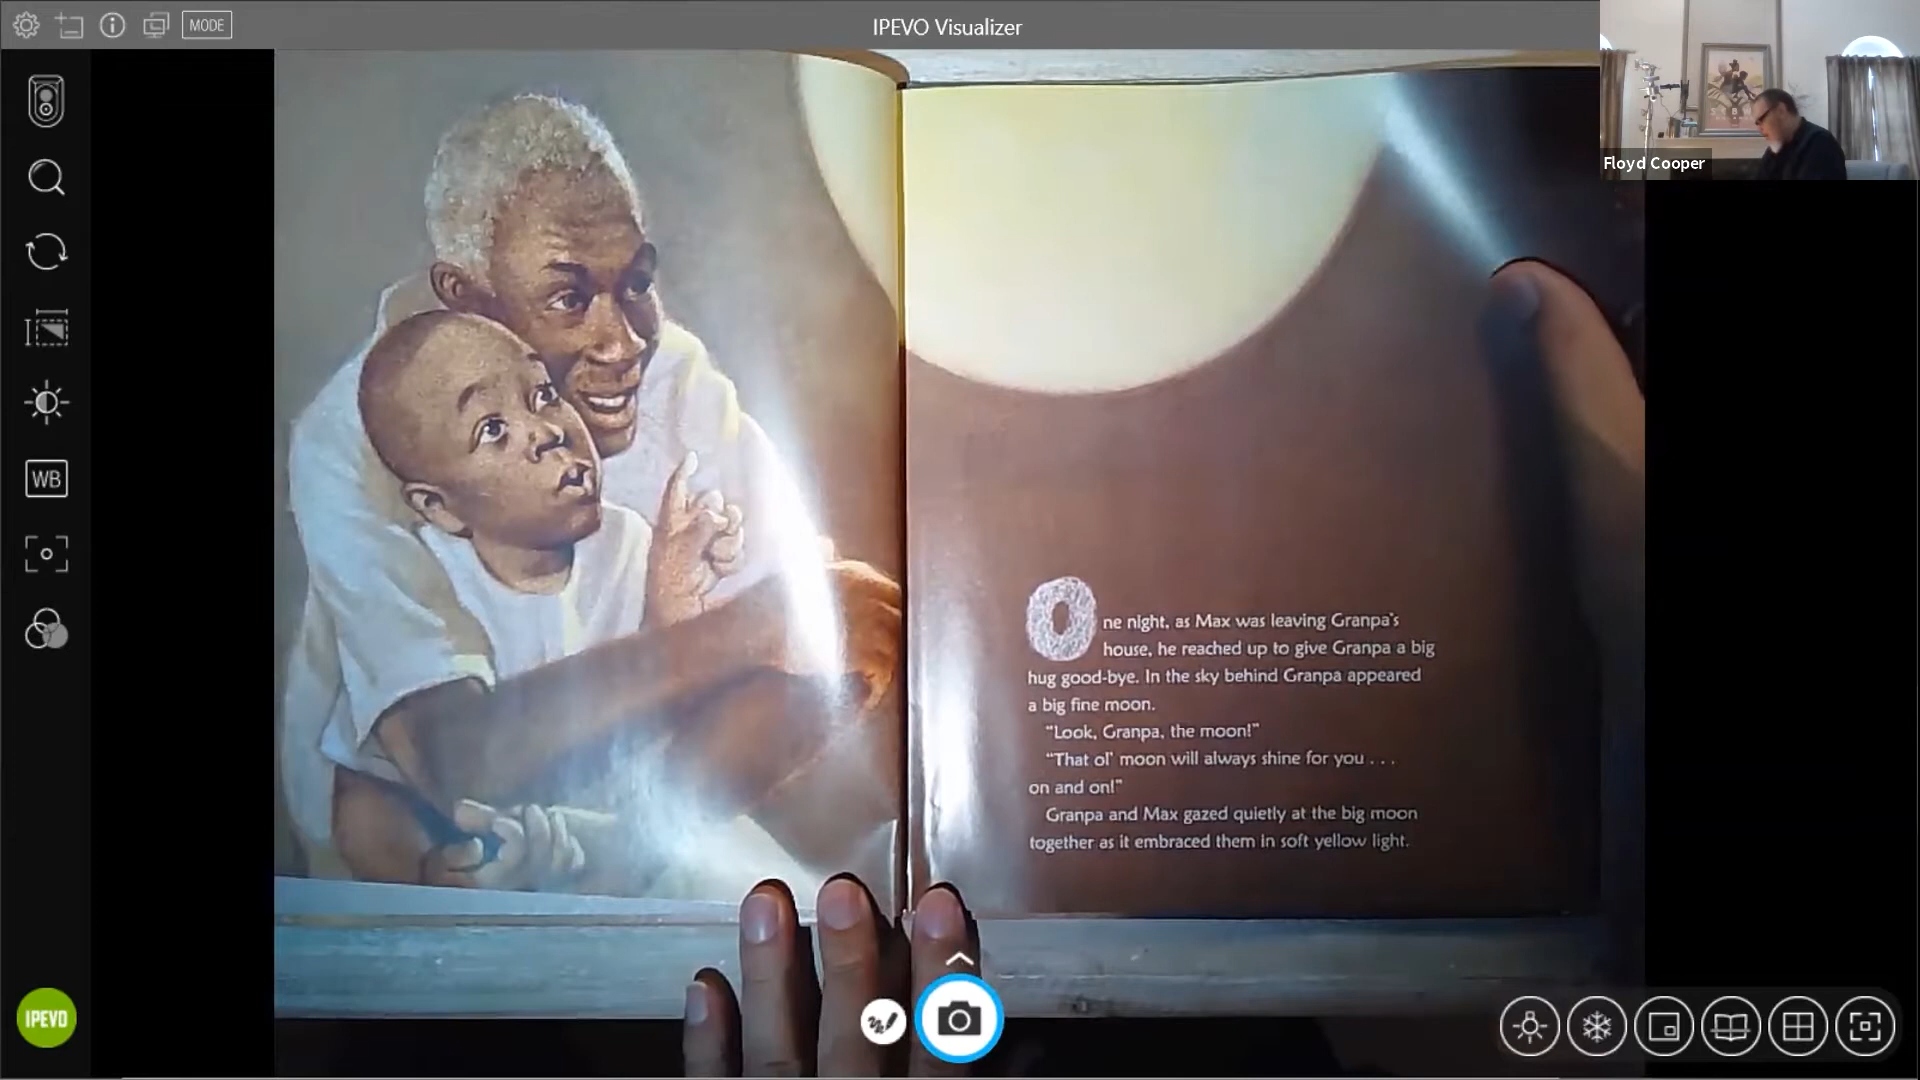 MODE
IPEVO Visualizer
Floyd Cooper
WB
One night, as Max was leaving Granpa's
house, he reached up to give Granpa a big
hug good-bye. In the sky behind Granpa appeared
a big fine moon.
"Look, Granpa, the moon!"
"That ol' moon will always shine for you . . .
on and on!"
Granpa and Max gazed quietly at the big moon
together as it embraced them in soft yellow light.
IPEVO